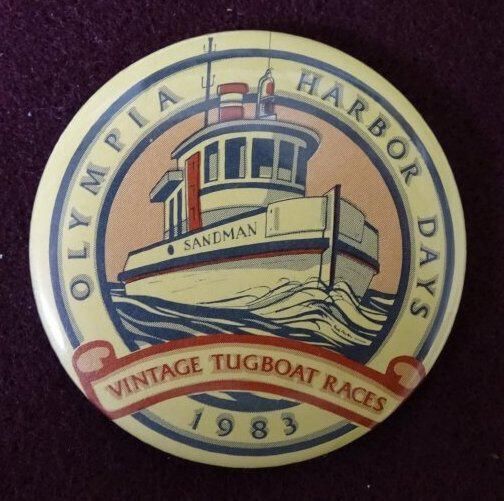 OLYMPIA HARBOR DAYS
SANDMAN
VINTAGE TUGBOAT RACES
1983